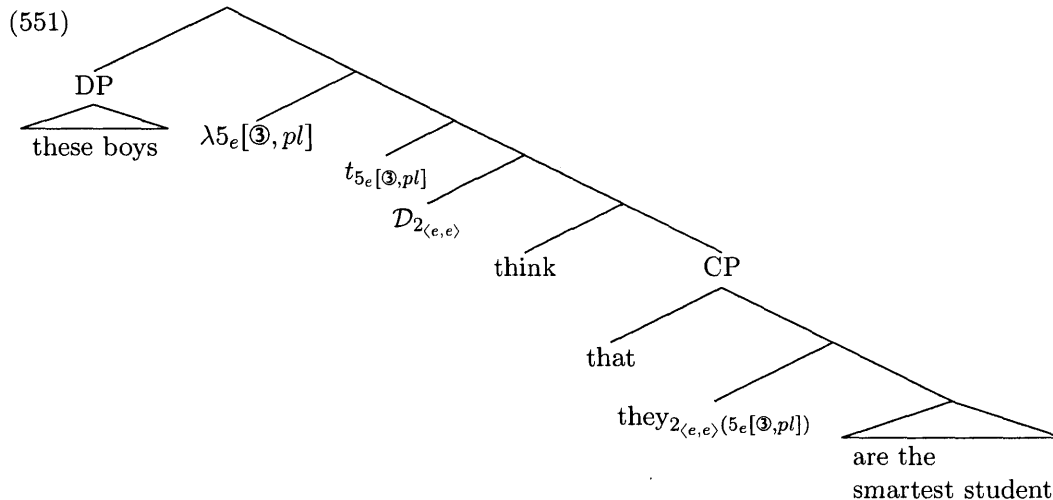 (551)
DP
these boys
λ5ₑ[③, pl]
t₅ₑ[③,pl]
𝒟₂⟨e,e⟩
think
CP
that
they₂⟨e,e⟩(5ₑ[③,pl])
are the
smartest student